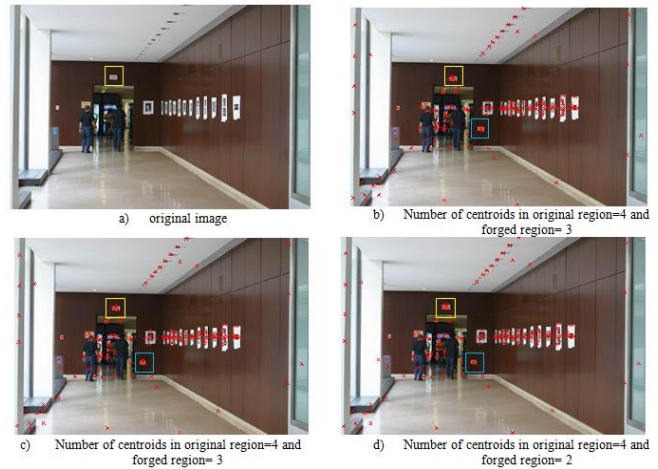 a) original image
b) Number of centroids in original region=4 and
forged region= 3
c) Number of centroids in original region=4 and
forged region= 3
d) Number of centroids in original region=4 and
forged region= 2